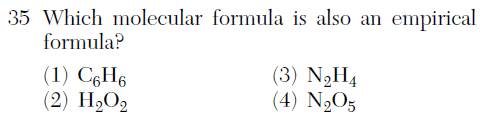 35 Which molecular formula is also an empirical
formula?
(1) C₆H₆ (3) N₂H₄
(2) H₂O₂ (4) N₂O₅